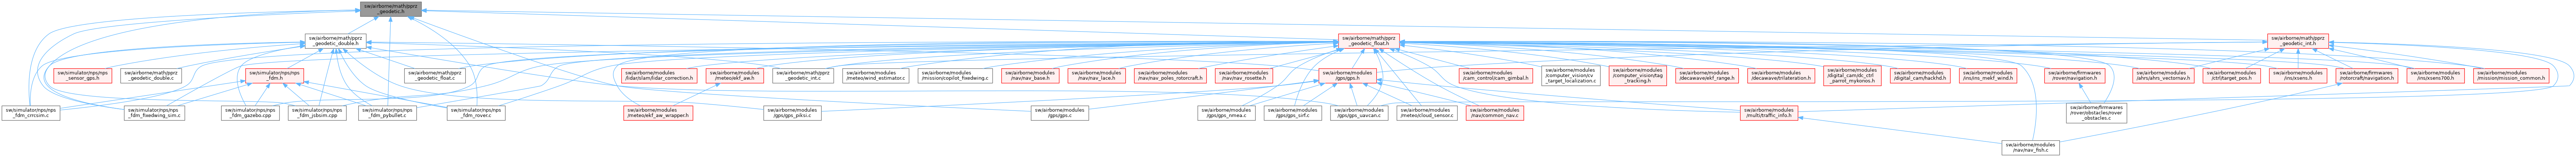 sw/airborne/math/pprz
_geodetic.h
sw/airborne/math/pprz
_geodetic_double.h
sw/airborne/math/pprz
_geodetic_float.h
sw/airborne/math/pprz
_geodetic_int.h
sw/simulator/nps/nps
_sensor_gps.h
sw/airborne/math/pprz
_geodetic_double.c
sw/simulator/nps/nps
_fdm.h
sw/airborne/math/pprz
_geodetic_float.c
sw/airborne/modules
/lidar/slam/lidar_correction.h
sw/airborne/modules
/meteo/ekf_aw.h
sw/airborne/math/pprz
_geodetic_int.c
sw/airborne/modules
/meteo/wind_estimator.c
sw/airborne/modules
/mission/copilot_fixedwing.c
sw/airborne/modules
/nav/nav_base.h
sw/airborne/modules
/nav/nav_lace.h
sw/airborne/modules
/nav/nav_poles_rotorcraft.h
sw/airborne/modules
/nav/nav_rosette.h
sw/airborne/modules
/gps/gps.h
sw/airborne/modules
/cam_control/cam_gimbal.h
sw/airborne/modules
/computer_vision/cv
_target_localization.c
sw/airborne/modules
/computer_vision/tag
_tracking.h
sw/airborne/modules
/decawave/ekf_range.h
sw/airborne/modules
/decawave/trilateration.h
sw/airborne/modules
/digital_cam/dc_ctrl
_parrot_mykonos.h
sw/airborne/modules
/digital_cam/hackhd.h
sw/airborne/modules
/ins/ins_mekf_wind.h
sw/airborne/firmwares
/rover/navigation.h
sw/airborne/modules
/ahrs/ahrs_vectornav.h
sw/airborne/modules
/ctrl/target_pos.h
sw/airborne/modules
/ins/xsens.h
sw/airborne/firmwares
/rotorcraft/navigation.h
sw/airborne/modules
/ins/xsens700.h
sw/airborne/modules
/mission/mission_common.h
sw/simulator/nps/nps
_fdm_crrcsim.c
sw/simulator/nps/nps
_fdm_fixedwing_sim.c
sw/simulator/nps/nps
_fdm_gazebo.cpp
sw/simulator/nps/nps
_fdm_jsbsim.cpp
sw/simulator/nps/nps
_fdm_pybullet.c
sw/simulator/nps/nps
_fdm_rover.c
sw/airborne/modules
/meteo/ekf_aw_wrapper.h
sw/airborne/modules
/gps/gps_piksi.c
sw/airborne/modules
/gps/gps.c
sw/airborne/modules
/gps/gps_nmea.c
sw/airborne/modules
/gps/gps_sirf.c
sw/airborne/modules
/gps/gps_uavcan.c
sw/airborne/modules
/meteo/cloud_sensor.c
sw/airborne/modules
/nav/common_nav.c
sw/airborne/modules
/multi/traffic_info.h
sw/airborne/firmwares
/rover/obstacles/rover
_obstacles.c
sw/airborne/modules
/nav/nav_fish.c